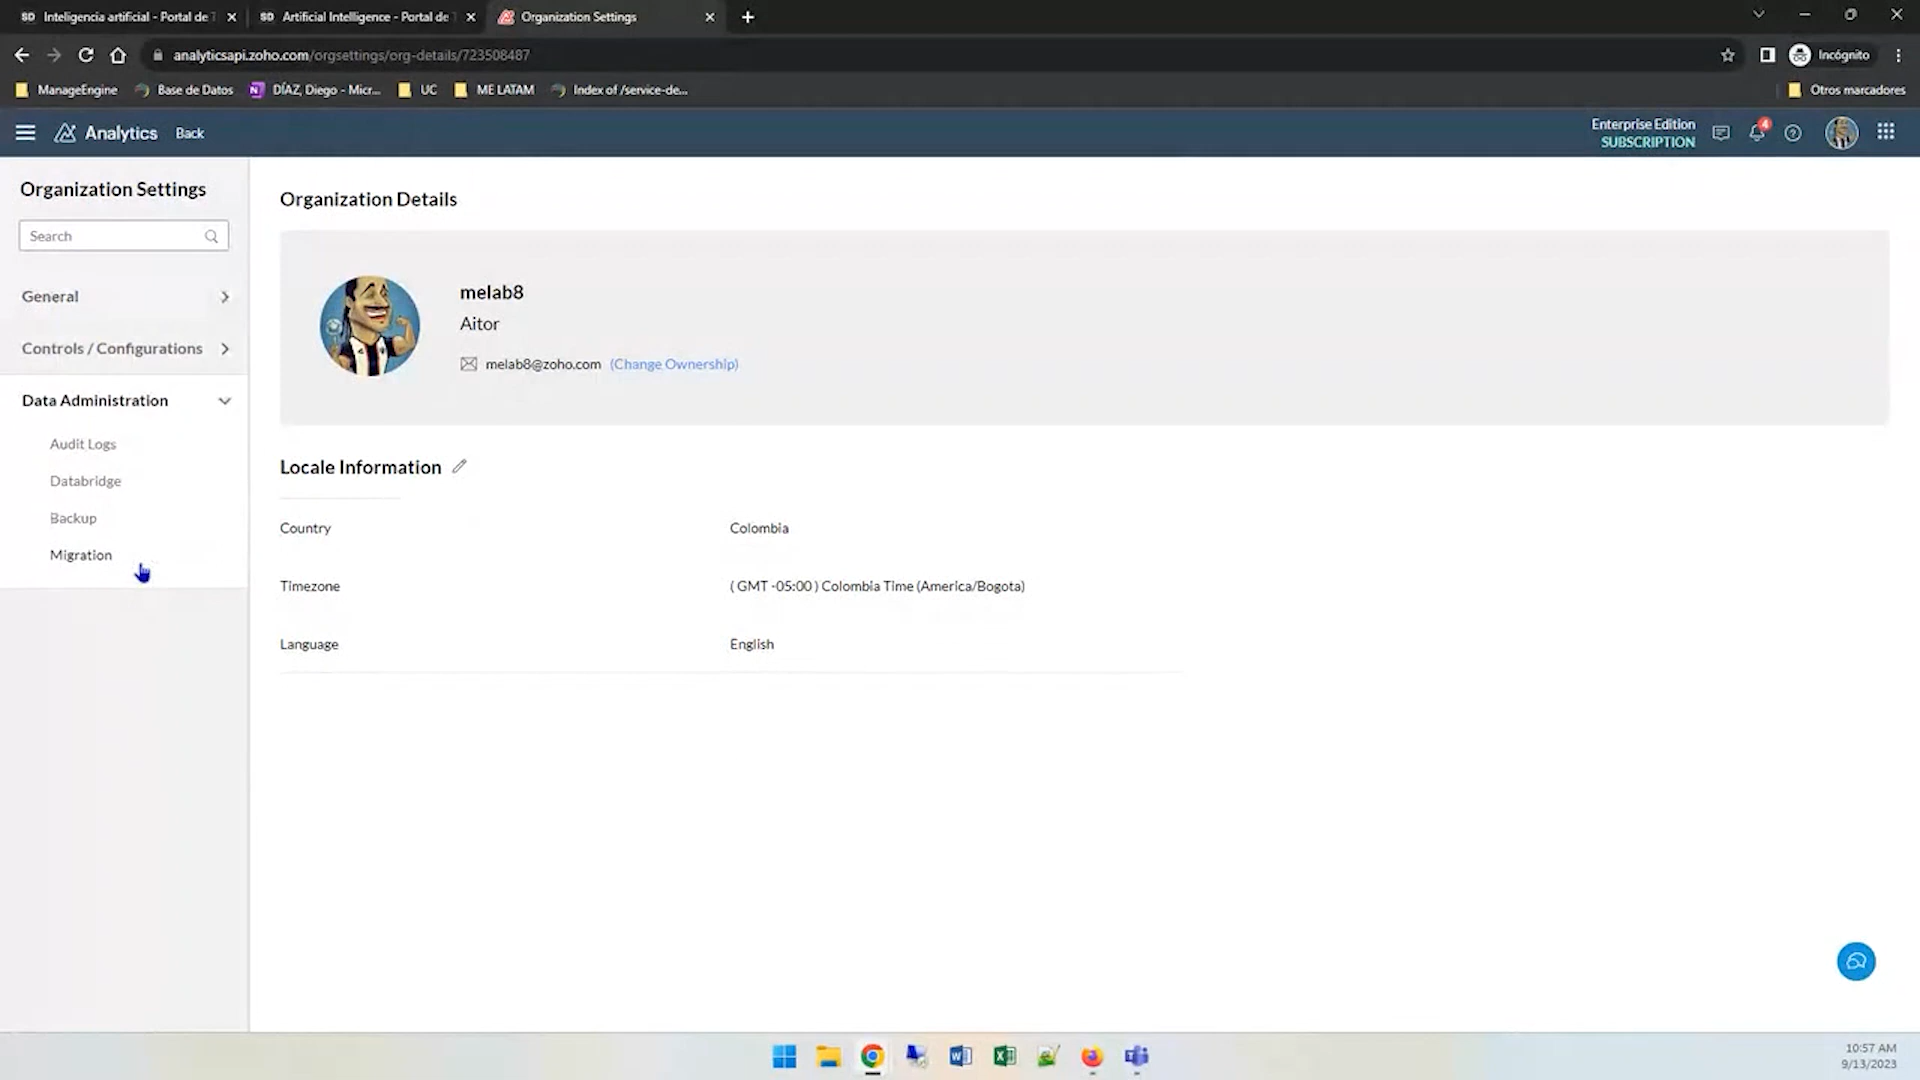 SD Inteligencia artificial - Portal de T
SD Artificial Intelligence - Portal de T
Organization Settings
analyticsapi.zoho.com/orgsettings/org-details/723508487
Incógnito
ManageEngine
Base de Datos
DÍAZ, Diego - Micr...
UC
ME LATAM
Index of /service-de...
Otros marcadores
Analytics
Back
Enterprise Edition
SUBSCRIPTION
4
Organization Settings
Search
General
Controls / Configurations
Data Administration
Audit Logs
Databridge
Backup
Migration
Organization Details
melab8
Aitor
melab8@zoho.com (Change Ownership)
Locale Information
Country Colombia
Timezone ( GMT -05:00 ) Colombia Time (America/Bogota)
Language English
10:57 AM
9/13/2023